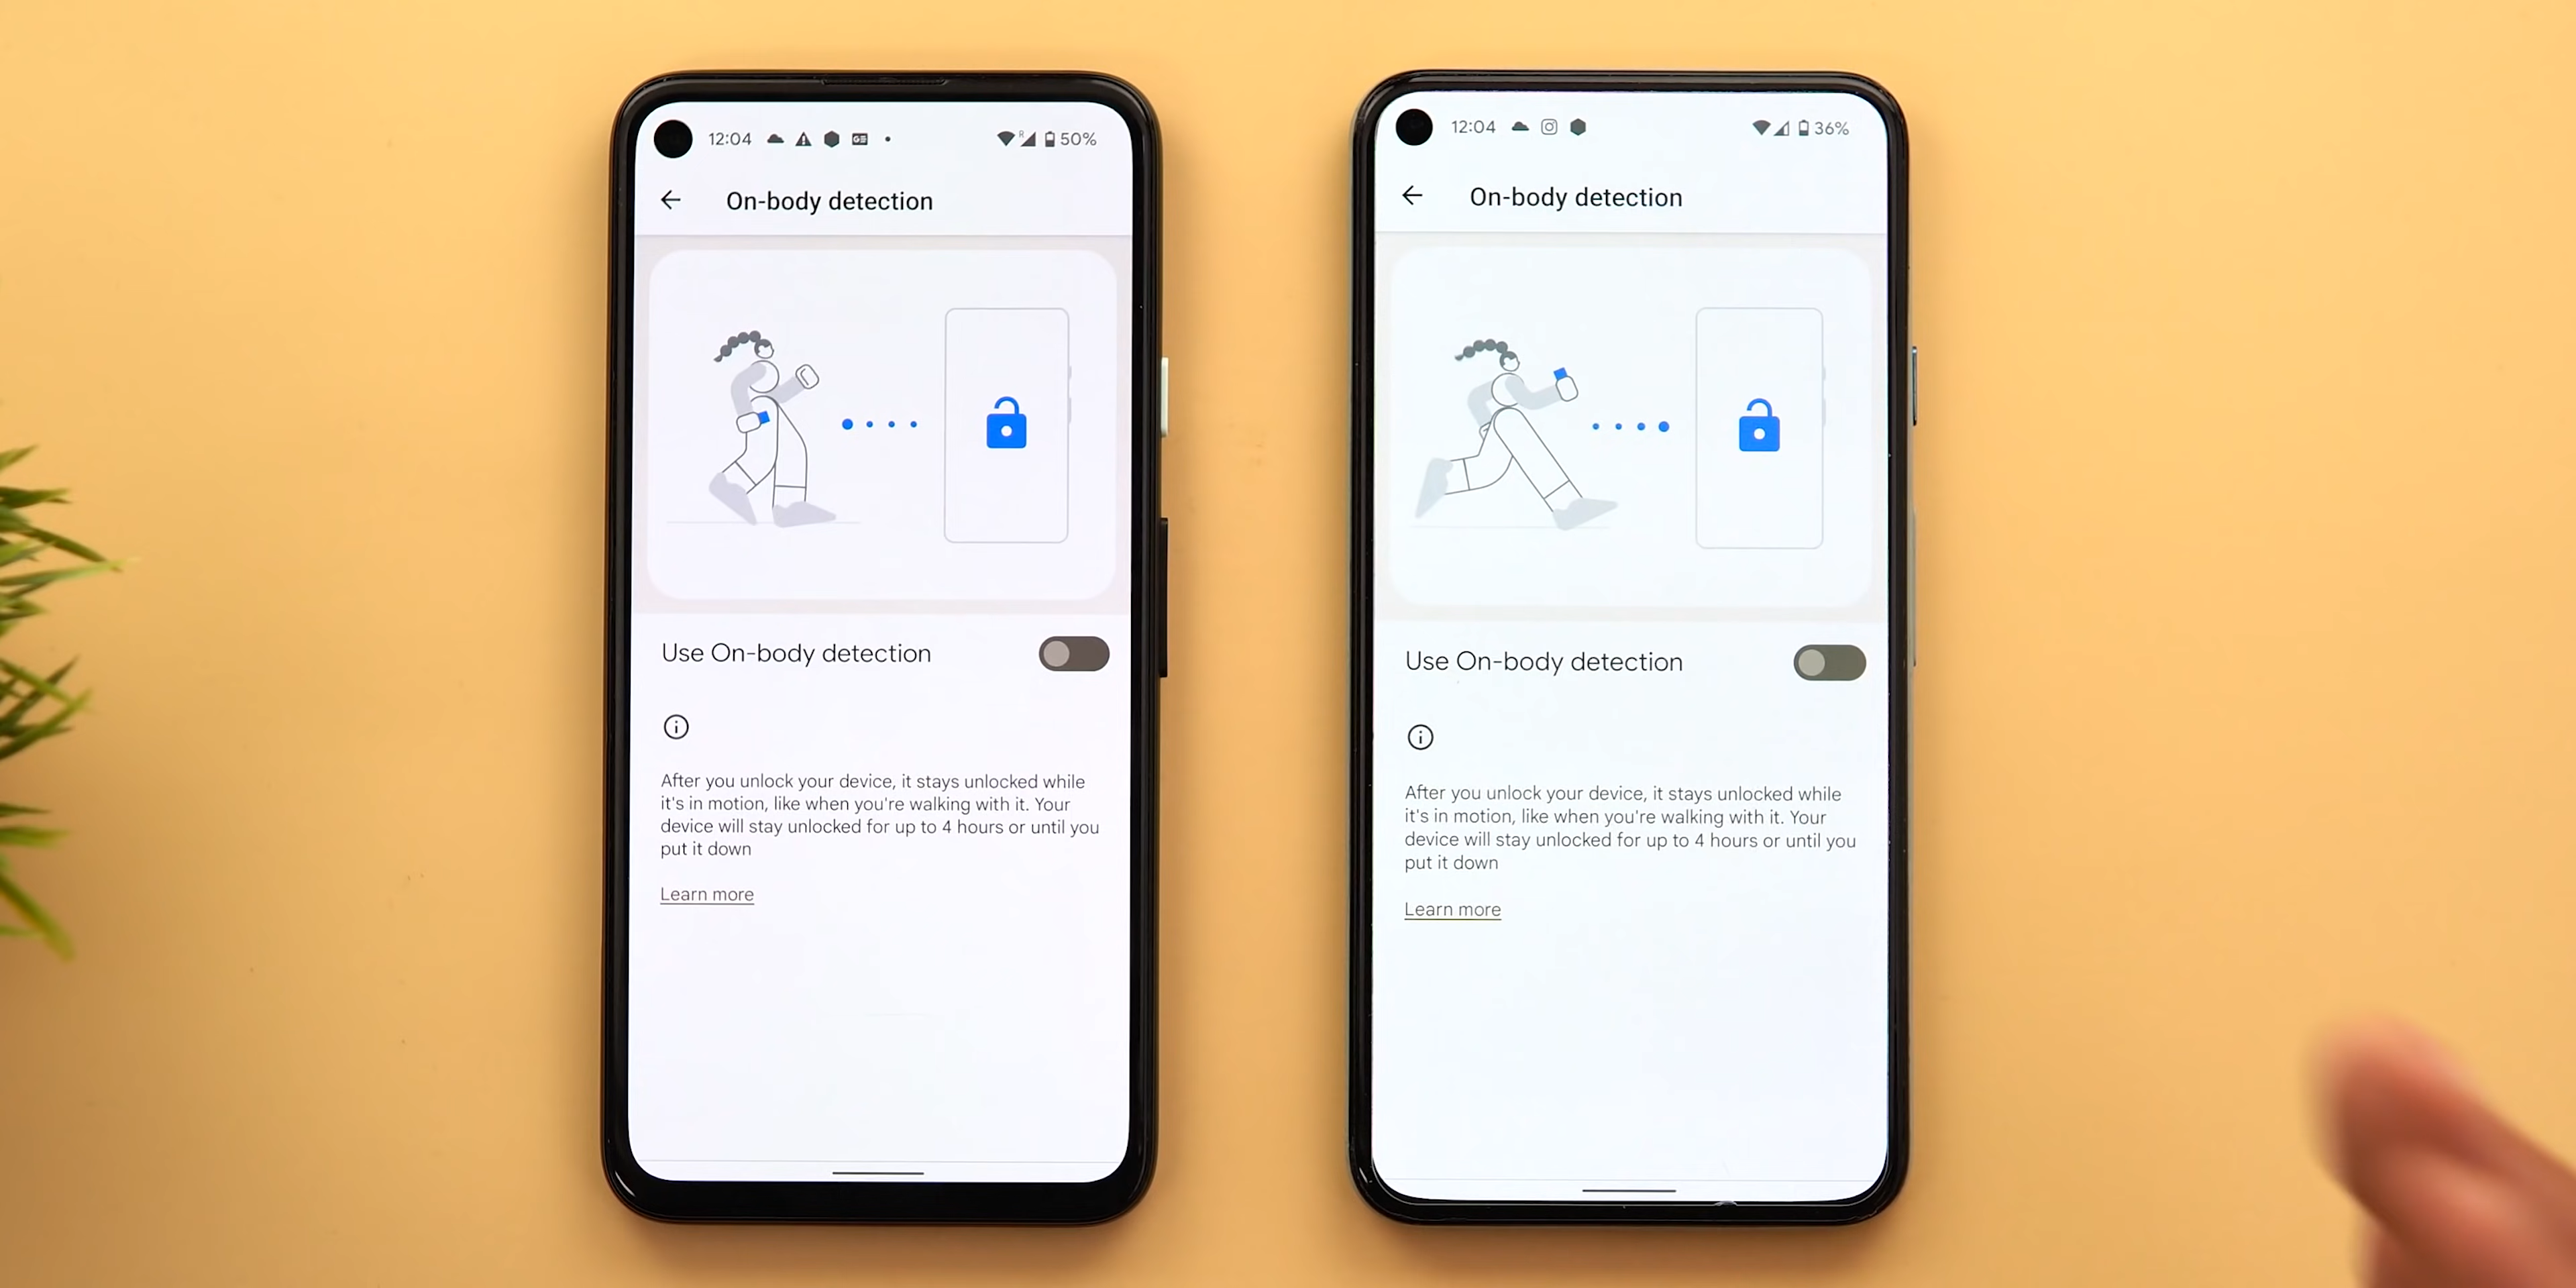 12:04 50%
On-body detection
Use On-body detection
After you unlock your device, it stays unlocked while
it's in motion, like when you're walking with it. Your
device will stay unlocked for up to 4 hours or until you
put it down
Learn more
12:04 36%
On-body detection
Use On-body detection
After you unlock your device, it stays unlocked while
it's in motion, like when you're walking with it. Your
device will stay unlocked for up to 4 hours or until you
put it down
Learn more